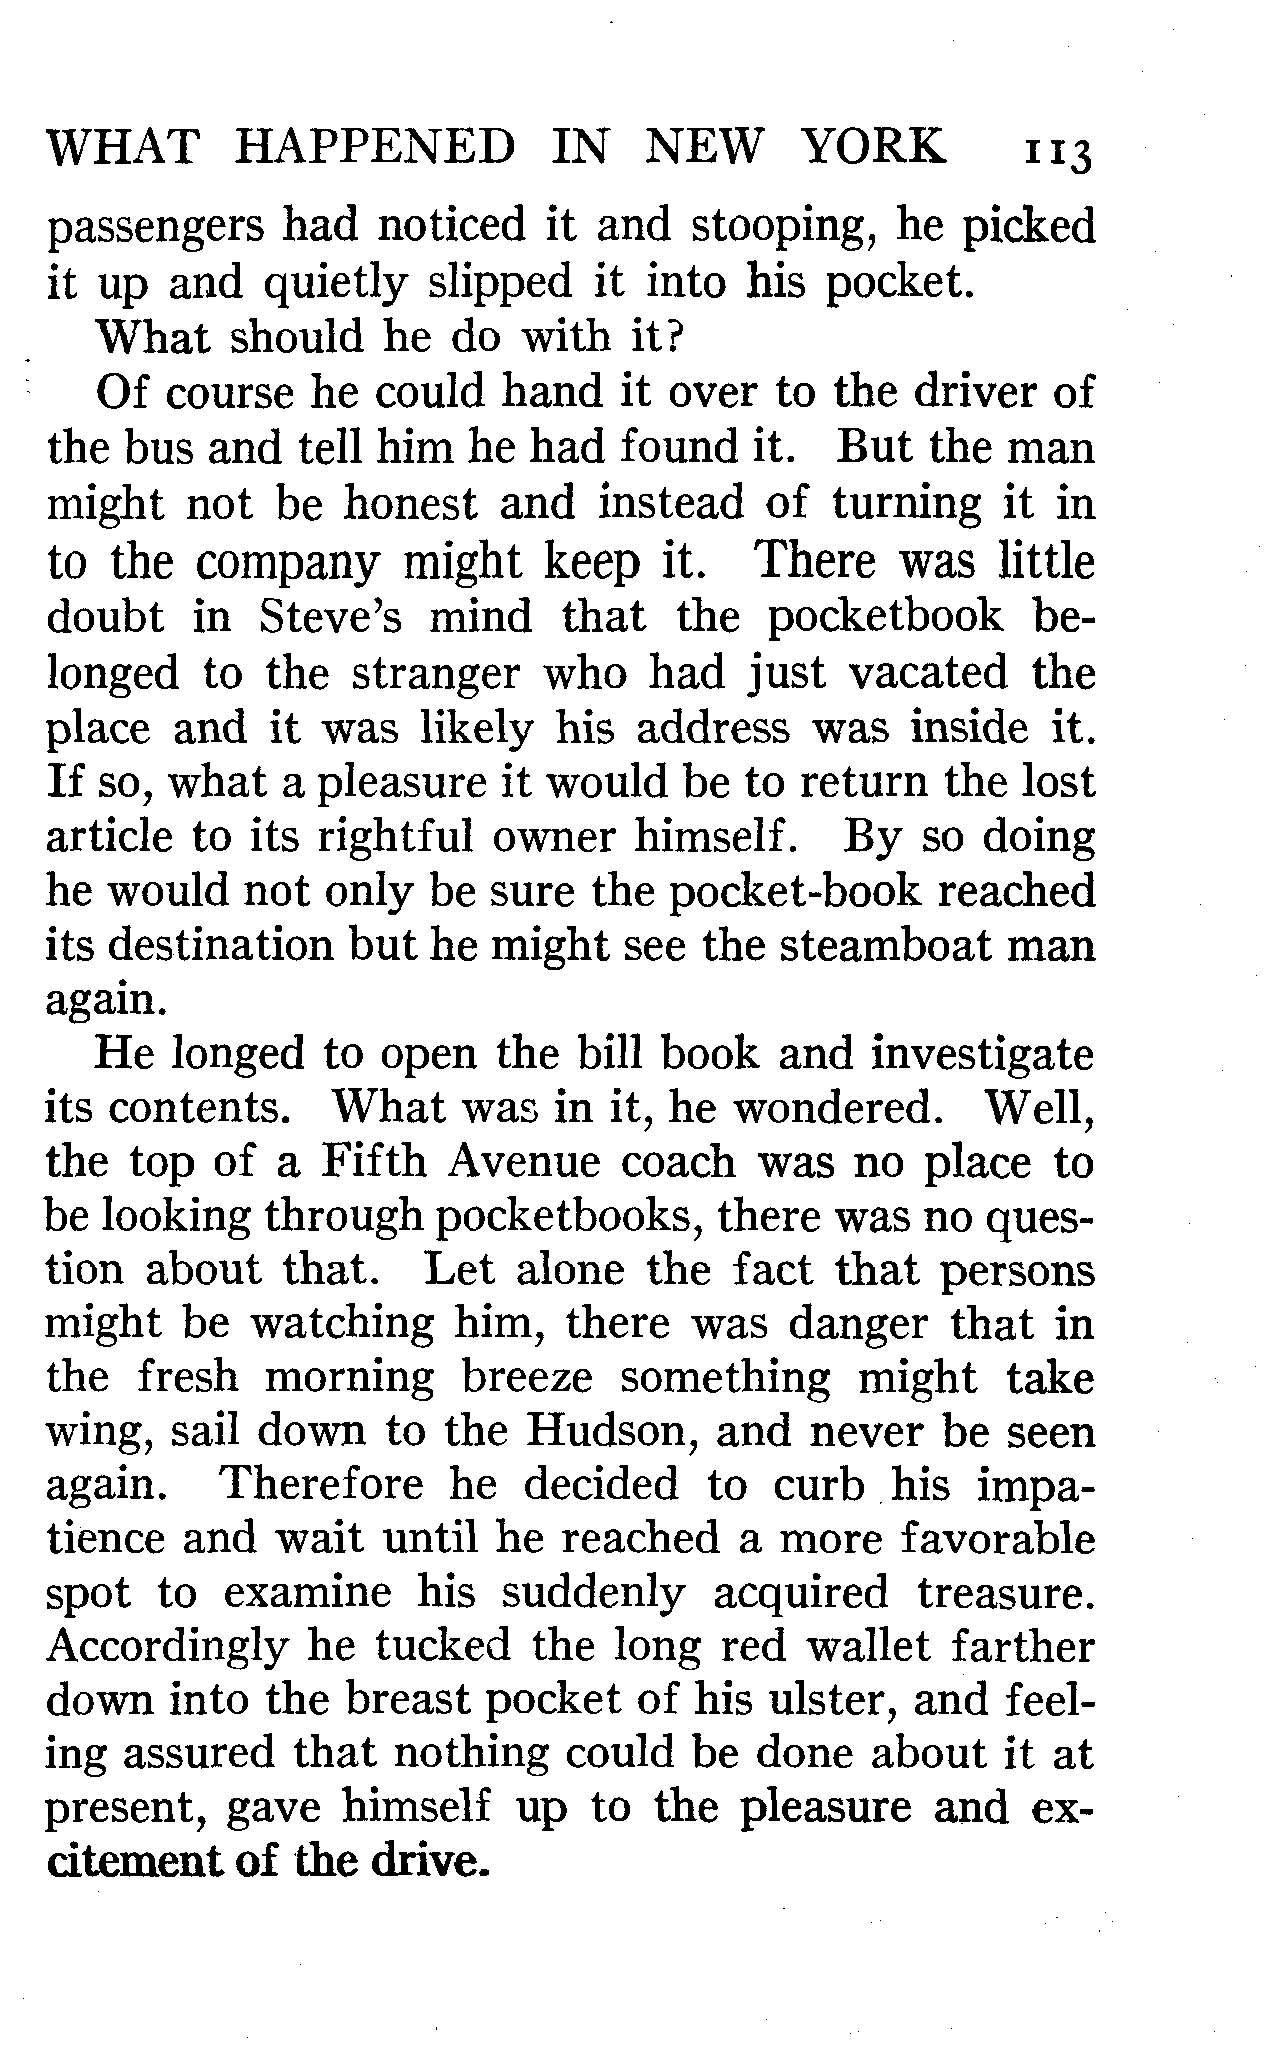 WHAT HAPPENED IN NEW YORK 113
passengers had noticed it and stooping, he picked
it up and quietly slipped it into his pocket.
What should he do with it?
Of course he could hand it over to the driver of
the bus and tell him he had found it. But the man
might not be honest and instead of turning it in
to the company might keep it. There was little
doubt in Steve's mind that the pocketbook be-
longed to the stranger who had just vacated the
place and it was likely his address was inside it.
If so, what a pleasure it would be to return the lost
article to its rightful owner himself. By so doing
he would not only be sure the pocket-book reached
its destination but he might see the steamboat man
again.
He longed to open the bill book and investigate
its contents. What was in it, he wondered. Well,
the top of a Fifth Avenue coach was no place to
be looking through pocketbooks, there was no ques-
tion about that. Let alone the fact that persons
might be watching him, there was danger that in
the fresh morning breeze something might take
wing, sail down to the Hudson, and never be seen
again. Therefore he decided to curb his impa-
tience and wait until he reached a more favorable
spot to examine his suddenly acquired treasure.
Accordingly he tucked the long red wallet farther
down into the breast pocket of his ulster, and feel-
ing assured that nothing could be done about it at
present, gave himself up to the pleasure and ex-
citement of the drive.